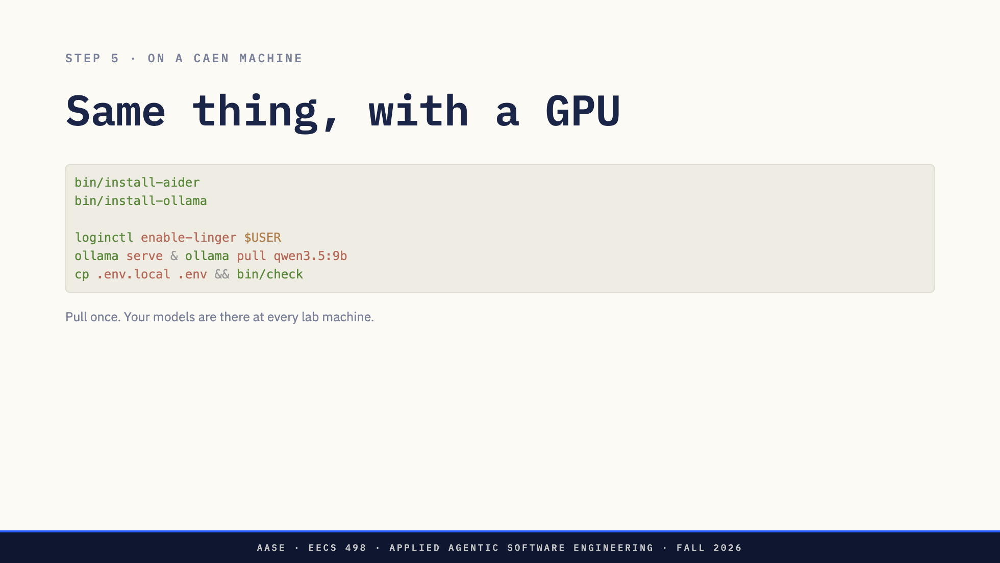 STEP 5 · ON A CAEN MACHINE
Same thing, with a GPU
bin/install-aider
bin/install-ollama
loginctl enable-linger $USER
ollama serve & ollama pull qwen3.5:9b
cp .env.local .env && bin/check
Pull once. Your models are there at every lab machine.
AASE · EECS 498 · APPLIED AGENTIC SOFTWARE ENGINEERING · FALL 2026